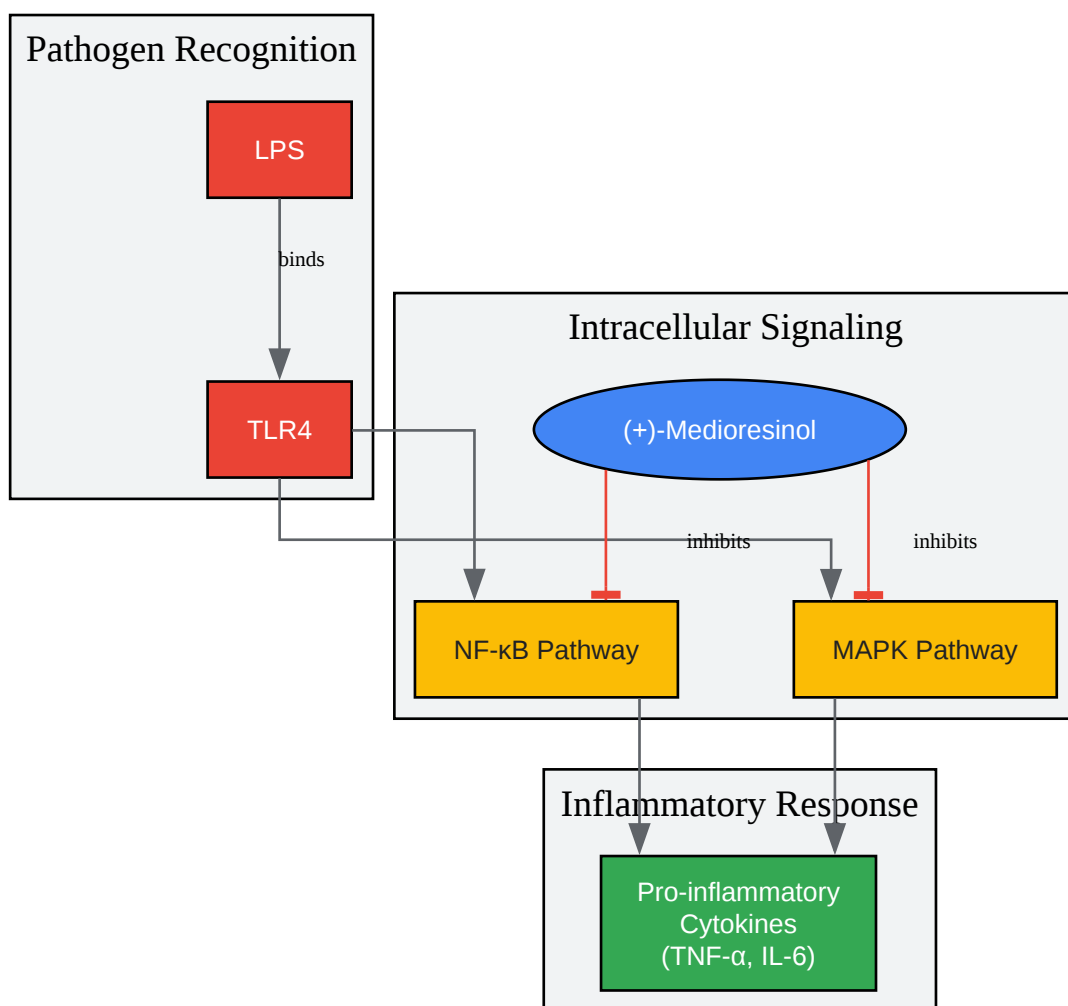 Pathogen Recognition
LPS
binds
TLR4
Intracellular Signaling
(+)-Medioresinol
inhibits
inhibits
NF-κB Pathway
MAPK Pathway
Inflammatory Response
Pro-inflammatory
Cytokines
(TNF-α, IL-6)